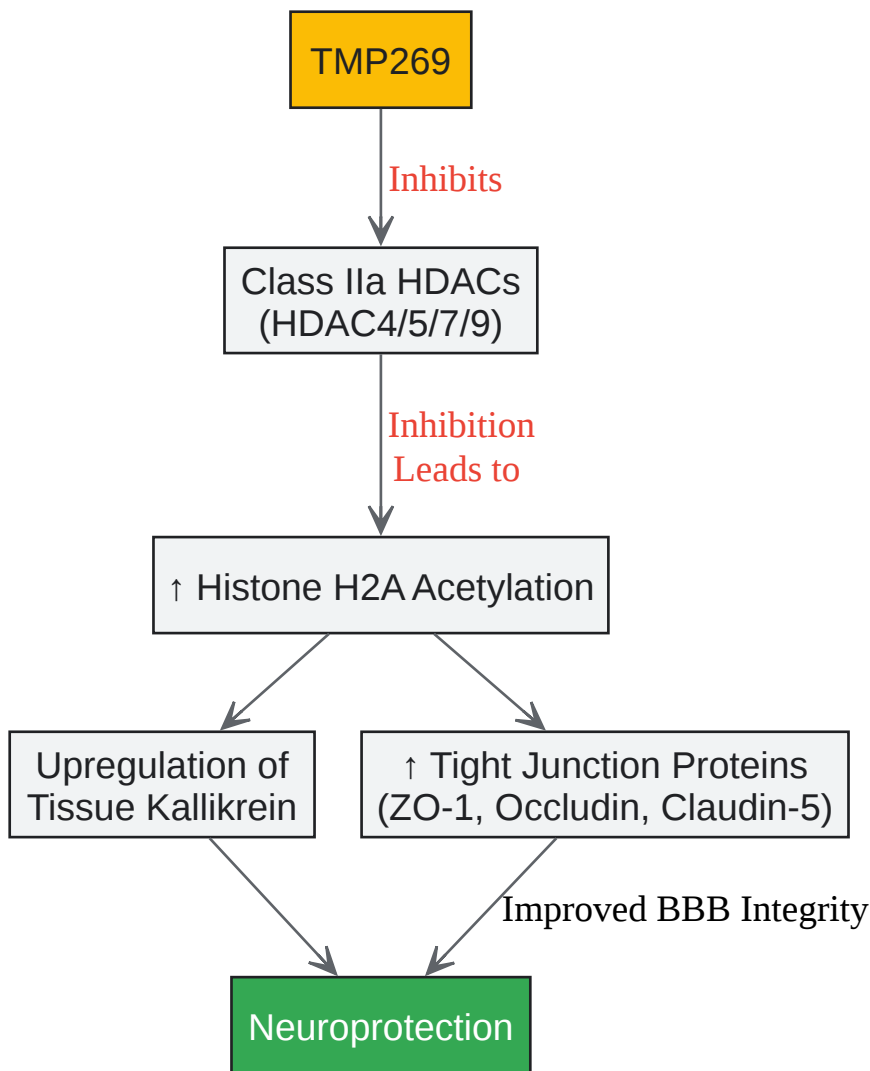 TMP269
Inhibits
Class IIa HDACs
(HDAC4/5/7/9)
Inhibition
Leads to
↑ Histone H2A Acetylation
Upregulation of
Tissue Kallikrein
↑ Tight Junction Proteins
(ZO-1, Occludin, Claudin-5)
Improved BBB Integrity
Neuroprotection